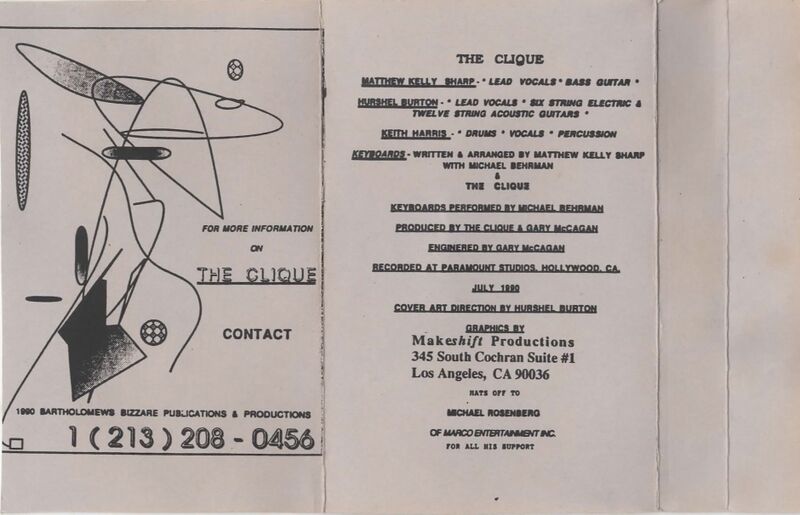 FOR MORE INFORMATION
ON
THE CLIQUE
CONTACT
1990 BARTHOLOMEWS BIZZARE PUBLICATIONS & PRODUCTIONS
1 ( 213 ) 208 - 0456
THE CLIQUE
MATTHEW KELLY SHARP - * LEAD VOCALS * BASS GUITAR *
HURSHEL BURTON - * LEAD VOCALS * SIX STRING ELECTRIC &
TWELVE STRING ACOUSTIC GUITARS *
KEITH HARRIS - * DRUMS * VOCALS * PERCUSSION
KEYBOARDS - WRITTEN & ARRANGED BY MATTHEW KELLY SHARP
WITH MICHAEL BEHRMAN
&
THE CLIQUE
KEYBOARDS PERFORMED BY MICHAEL BEHRMAN
PRODUCED BY THE CLIQUE & GARY McCAGAN
ENGINERED BY GARY McCAGAN
RECORDED AT PARAMOUNT STUDIOS, HOLLYWOOD, CA.
JULY 1990
COVER ART DIRECTION BY HURSHEL BURTON
GRAPHICS BY
Makeshift Productions
345 South Cochran Suite #1
Los Angeles, CA 90036
HATS OFF TO
MICHAEL ROSENBERG
OF MARCO ENTERTAINMENT INC.
FOR ALL HIS SUPPORT